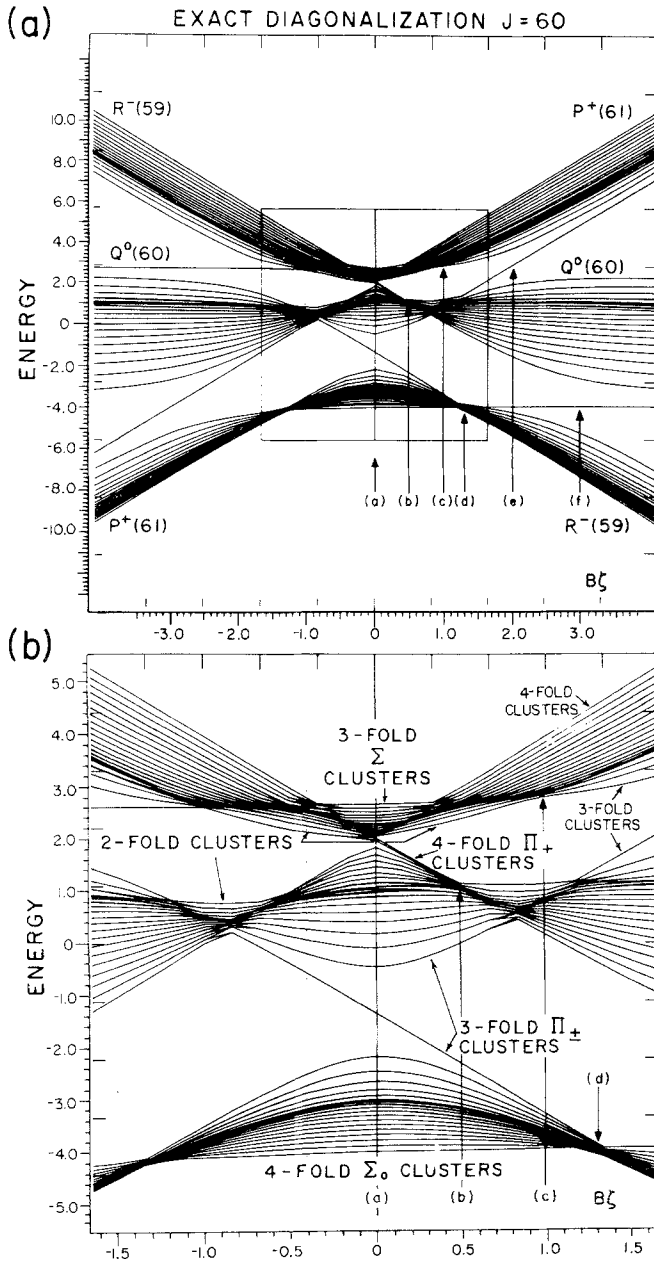 (a)
EXACT DIAGONALIZATION J=60
R⁻(59)
P⁺(61)
10.0
8.0
6.0
4.0
Q⁰(60)
Q⁰(60)
2.0
0
-2.0
-4.0
-6.0
-8.0
-10.0
ENERGY
(a)
(b)
(c)
(d)
(e)
(f)
P⁺(61)
R⁻(59)
Bζ
-3.0
-2.0
-1.0
0
1.0
2.0
3.0
(b)
5.0
4.0
3.0
2.0
1.0
0
-1.0
-2.0
-3.0
-4.0
-5.0
ENERGY
4-FOLD
CLUSTERS
3-FOLD
Σ
CLUSTERS
3-FOLD
CLUSTERS
2-FOLD CLUSTERS
4-FOLD Π₊
CLUSTERS
3-FOLD Π±
CLUSTERS
(d)
4-FOLD Σ₀ CLUSTERS
(a)
(b)
(c)
Bζ
-1.5
-1.0
-0.5
0
0.5
1.0
1.5